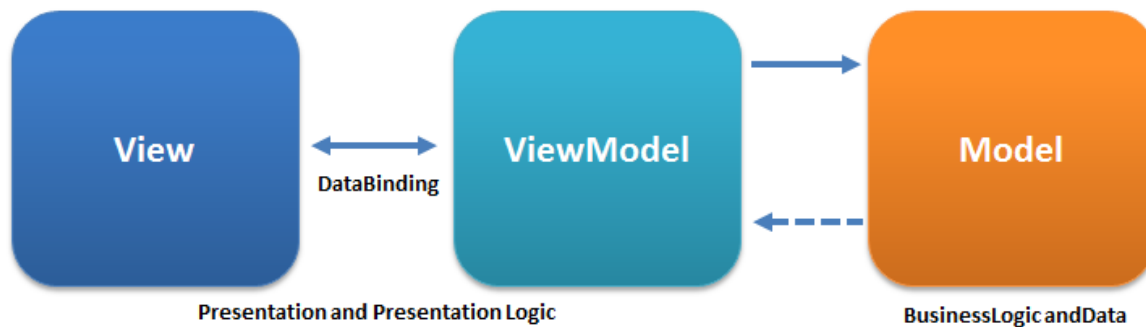 View
ViewModel
Model
DataBinding
Presentation and Presentation Logic
BusinessLogic andData